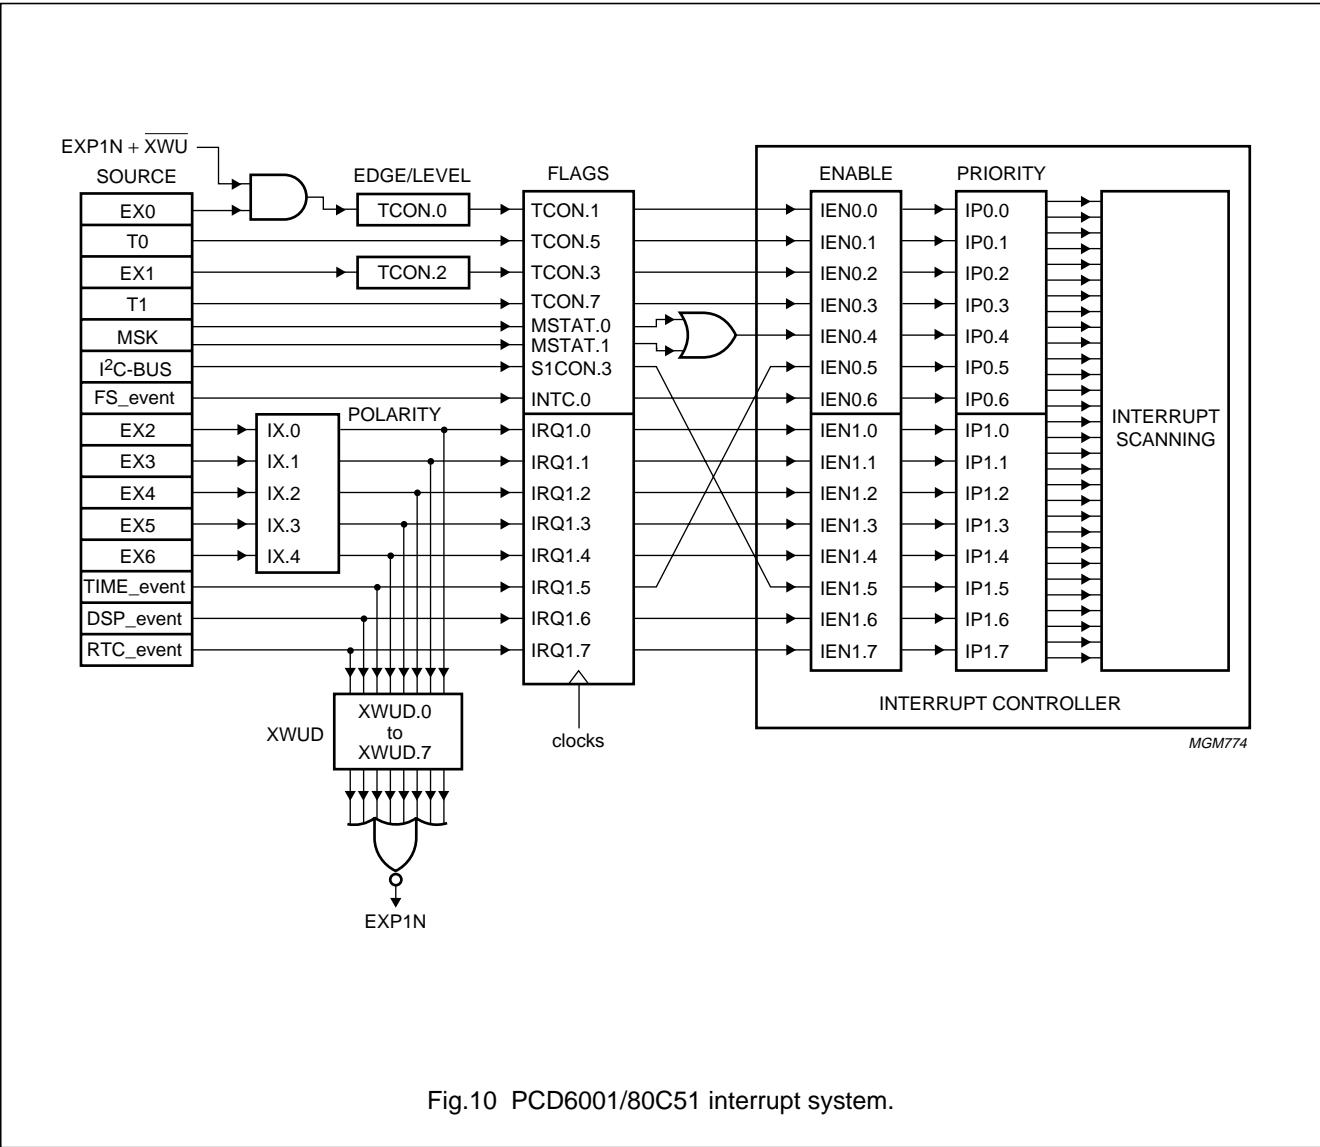 EXP1N + XWU
SOURCE
EDGE/LEVEL
FLAGS
ENABLE
PRIORITY
EX0
T0
EX1
T1
MSK
I²C-BUS
FS_event
EX2
EX3
EX4
EX5
EX6
TIME_event
DSP_event
RTC_event
TCON.0
TCON.2
POLARITY
IX.0
IX.1
IX.2
IX.3
IX.4
TCON.1
TCON.5
TCON.3
TCON.7
MSTAT.0
MSTAT.1
S1CON.3
INTC.0
IRQ1.0
IRQ1.1
IRQ1.2
IRQ1.3
IRQ1.4
IRQ1.5
IRQ1.6
IRQ1.7
clocks
IEN0.0
IEN0.1
IEN0.2
IEN0.3
IEN0.4
IEN0.5
IEN0.6
IEN1.0
IEN1.1
IEN1.2
IEN1.3
IEN1.4
IEN1.5
IEN1.6
IEN1.7
IP0.0
IP0.1
IP0.2
IP0.3
IP0.4
IP0.5
IP0.6
IP1.0
IP1.1
IP1.2
IP1.3
IP1.4
IP1.5
IP1.6
IP1.7
INTERRUPT
SCANNING
INTERRUPT CONTROLLER
MGM774
XWUD
XWUD.0
to
XWUD.7
EXP1N
Fig.10 PCD6001/80C51 interrupt system.